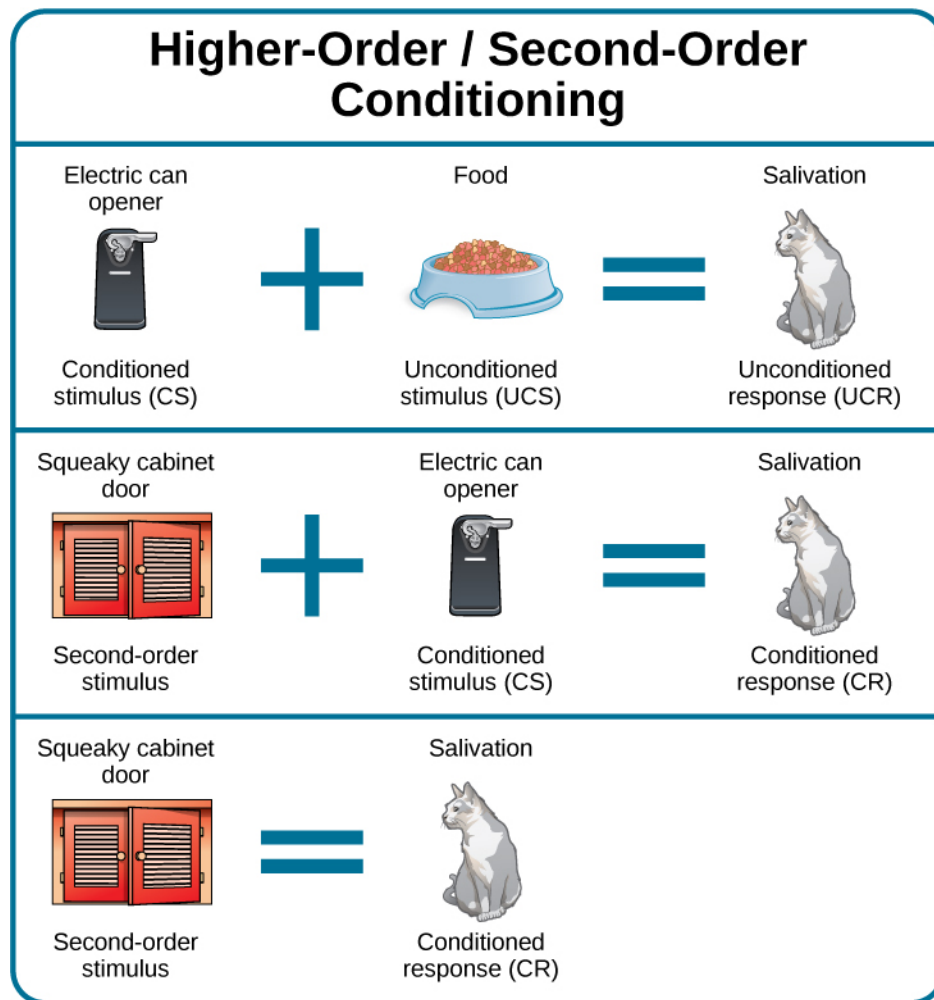 Higher-Order / Second-Order
Conditioning
Electric can
opener
Food
Salivation
Conditioned
stimulus (CS)
Unconditioned
stimulus (UCS)
Unconditioned
response (UCR)
Squeaky cabinet
door
Electric can
opener
Salivation
Second-order
stimulus
Conditioned
stimulus (CS)
Conditioned
response (CR)
Squeaky cabinet
door
Salivation
Second-order
stimulus
Conditioned
response (CR)